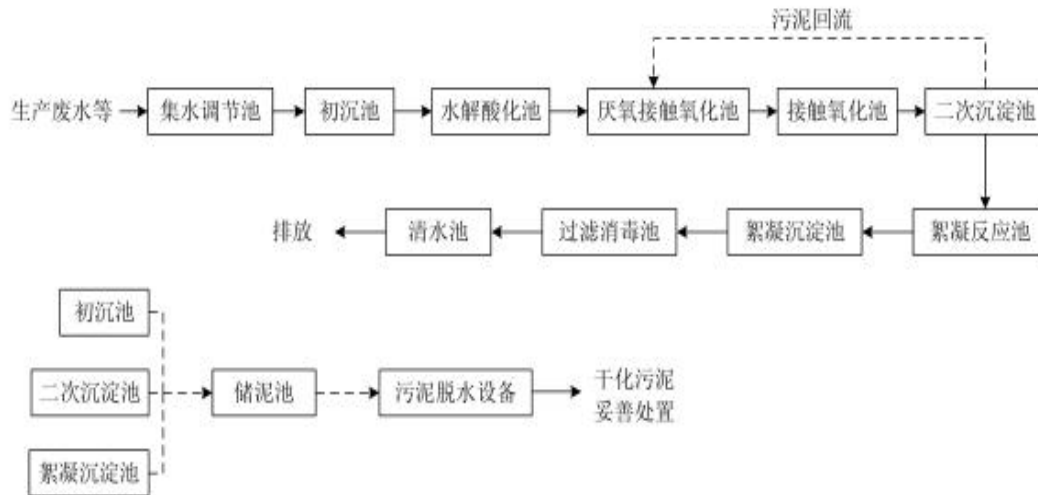 污泥回流
生产废水等
集水调节池
初沉池
水解酸化池
厌氧接触氧化池
接触氧化池
二次沉淀池
排放
清水池
过滤消毒池
絮凝沉淀池
絮凝反应池
初沉池
二次沉淀池
储泥池
污泥脱水设备
干化污泥
妥善处置
絮凝沉淀池